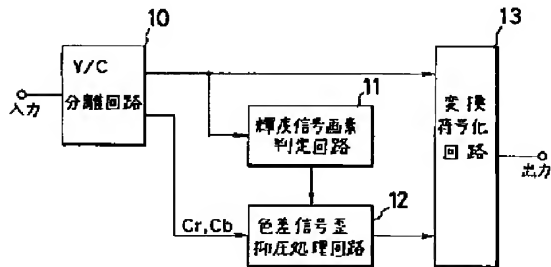 10
Y/C
分離回路
入力
11
輝度信号画素
判定回路
Cr,Cb
12
色差信号歪
抑圧処理回路
13
変換
符号化
回路
出力